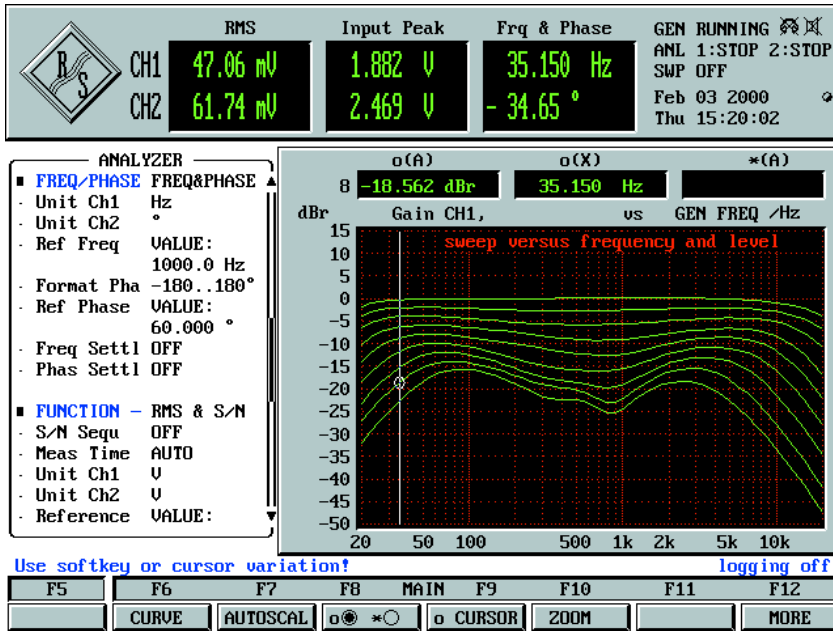 RMS Input Peak Frq & Phase
R S
CH1 47.06 mV 1.882 V 35.150 Hz
CH2 61.74 mV 2.469 V - 34.65 °
GEN RUNNING
ANL 1:STOP 2:STOP
SWP OFF
Feb 03 2000
Thu 15:20:02
ANALYZER
FREQ/PHASE FREQ&PHASE
Unit Ch1 Hz
Unit Ch2 °
Ref Freq VALUE:
1000.0 Hz
Format Pha -180..180°
Ref Phase VALUE:
60.000 °
Freq Settl OFF
Phas Settl OFF
FUNCTION - RMS & S/N
S/N Sequ OFF
Meas Time AUTO
Unit Ch1 V
Unit Ch2 V
Reference VALUE:
o(A) o(X) *(A)
8 -18.562 dBr 35.150 Hz
dBr Gain CH1, vs GEN FREQ /Hz
sweep versus frequency and level
15
10
5
0
-5
-10
-15
-20
-25
-30
-35
-40
-45
-50
20 50 100 500 1k 2k 5k 10k
Use softkey or cursor variation! logging off
F5 F6 F7 F8 MAIN F9 F10 F11 F12
CURVE AUTOSCAL o * o CURSOR ZOOM MORE